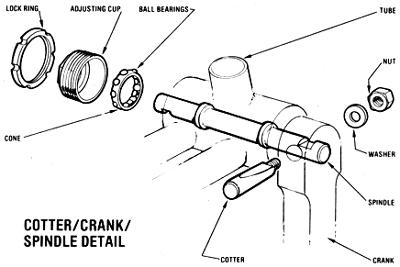 LOCK RING
ADJUSTING CUP
BALL BEARINGS
TUBE
NUT
CONE
WASHER
SPINDLE
COTTER/CRANK/
SPINDLE DETAIL
COTTER
CRANK